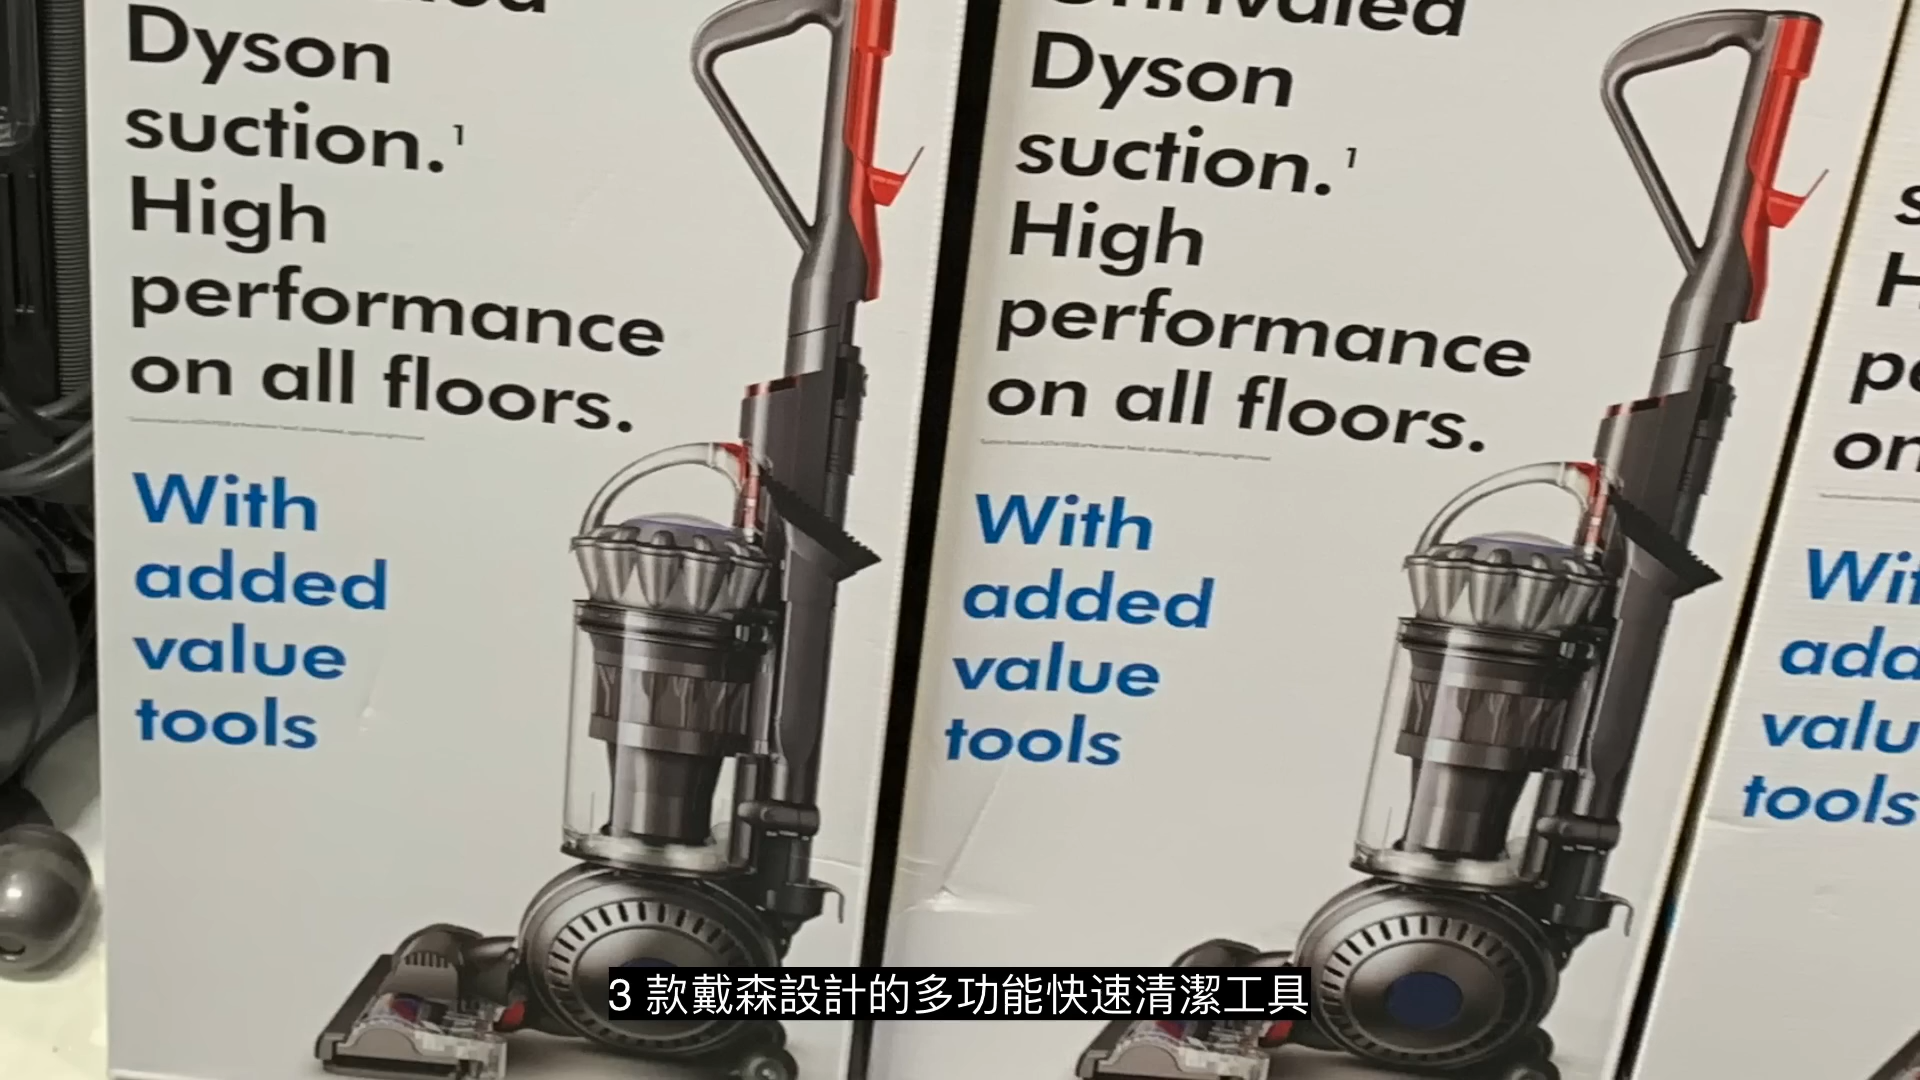 Dyson
suction.¹
High
performance
on all floors.
With
added
value
tools
Unrivaled
Dyson
suction.¹
High
performance
on all floors.
With
added
value
tools
tools
3 款戴森設計的多功能快速清潔工具